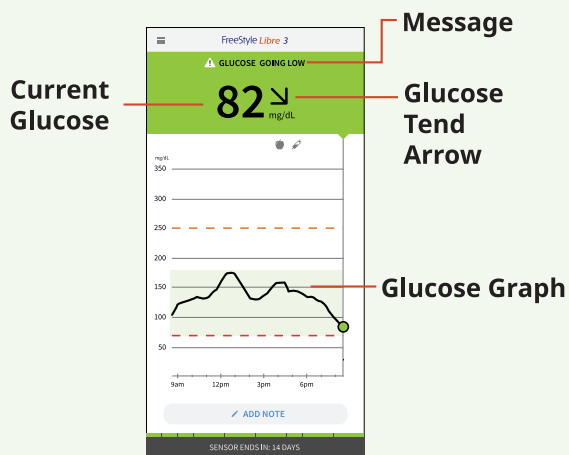 Message
FreeStyle Libre 3
GLUCOSE GOING LOW
Current
Glucose
82
mg/dL
Glucose
Tend
Arrow
mg/dL
350
300
250
200
150
100
50
Glucose Graph
9am 12pm 3pm 6pm
ADD NOTE
SENSOR ENDS IN: 14 DAYS